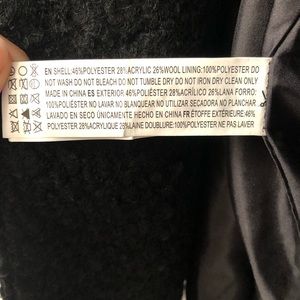 EN SHELL:46%POLYESTER 28%ACRYLIC 26%WOOL LINING:100%POLYESTER DO
NOT WASH DO NOT BLEACH DO NOT TUMBLE DRY DO NOT IRON DRY CLEAN ONLY
MADE IN CHINA ES EXTERIOR:46%POLIÉSTER 28%ACRÍLICO 26%LANA FORRO:
100%POLIÉSTER NO LAVAR NO BLANQUEAR NO UTILIZAR SECADORA NO PLANCHAR
LAVADO EN SECO ÚNICAMENTE HECHO EN CHINA FR ÉTOFFE EXTÉRIEURE:46%
POLYESTER 28%ACRYLIQUE 26%LAINE DOUBLURE:100%POLYESTER NE PAS LAVER